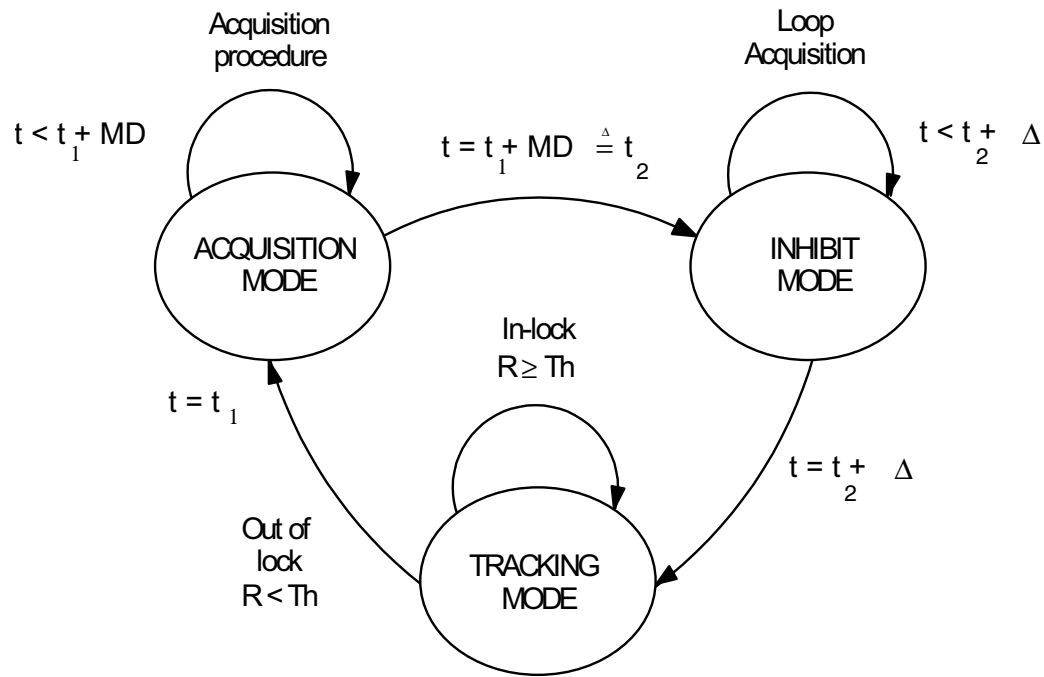 Acquisition
procedure
Loop
Acquisition
t < t₁ + MD
t = t₁ + MD ≜ t₂
t < t₂ + Δ
ACQUISITION
MODE
INHIBIT
MODE
In-lock
R ≥ Th
t = t₁
t = t₂ + Δ
Out of
lock
R < Th
TRACKING
MODE